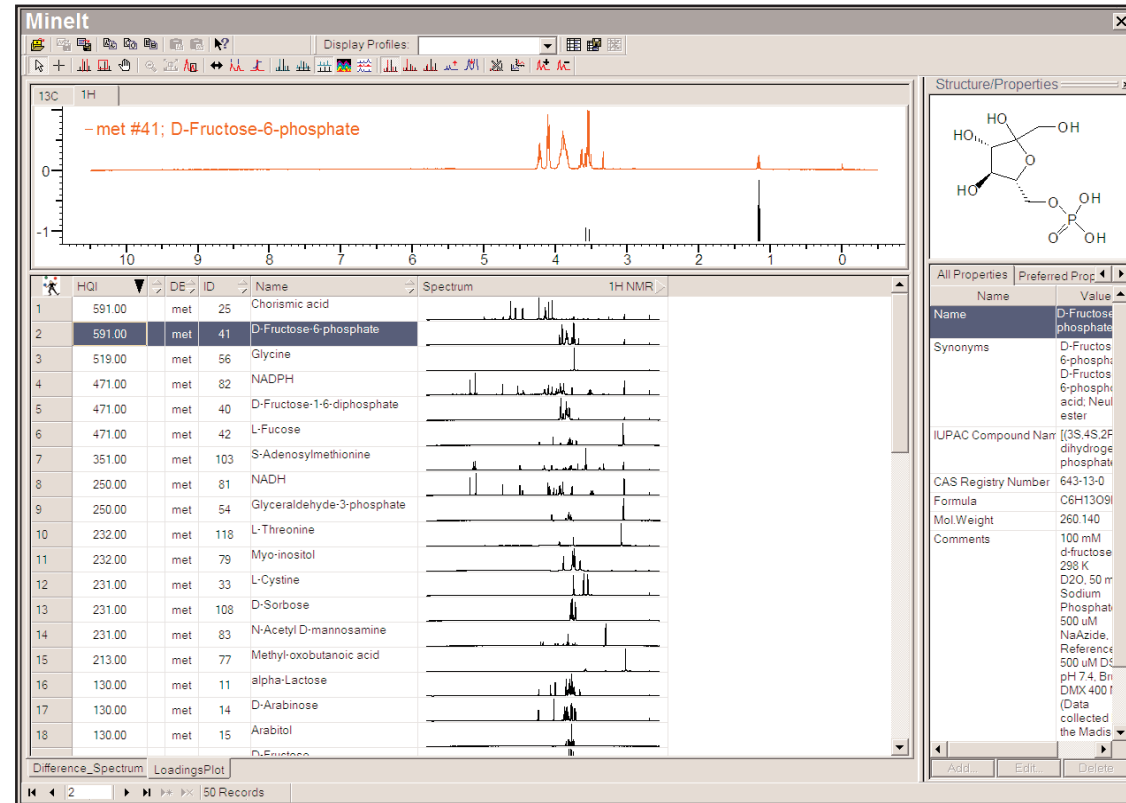 MineIt
Display Profiles:
13C 1H
met #41; D-Fructose-6-phosphate
0
-1
10 9 8 7 6 5 4 3 2 1 0
HQI ID Name Spectrum 1H NMR
1 591.00 met 25 Chorismic acid
2 591.00 met 41 D-Fructose-6-phosphate
3 519.00 met 56 Glycine
4 471.00 met 82 NADPH
5 471.00 met 40 D-Fructose-1-6-diphosphate
6 471.00 met 42 L-Fucose
7 351.00 met 103 S-Adenosylmethionine
8 250.00 met 81 NADH
9 250.00 met 54 Glyceraldehyde-3-phosphate
10 232.00 met 118 L-Threonine
11 232.00 met 79 Myo-inositol
12 231.00 met 33 L-Cystine
13 231.00 met 108 D-Sorbose
14 231.00 met 83 N-Acetyl D-mannosamine
15 213.00 met 77 Methyl-oxobutanoic acid
16 130.00 met 11 alpha-Lactose
17 130.00 met 14 D-Arabinose
18 130.00 met 15 Arabitol
D-Fructose
Difference_Spectrum LoadingsPlot
2 50 Records
Structure/Properties
HO
HO OH
O
HO
HO O OH
P
O OH
All Properties Preferred Prop
Name Value
Name D-Fructose
phosphate
Synonyms D-Fructos
6-phospha
D-Fructos
6-phospho
acid; Neul
ester
IUPAC Compound Nam [(3S,4S,2F
dihydroge
phosphat
CAS Registry Number 643-13-0
Formula C6H13O9
Mol.Weight 260.140
Comments 100 mM
d-fructose
298 K
D2O, 50 m
Sodium
Phosphat
500 uM
NaAzide,
Reference
500 uM DS
pH 7.4, Bru
DMX 400
(Data
collected
the Madis
Add... Edit... Delete